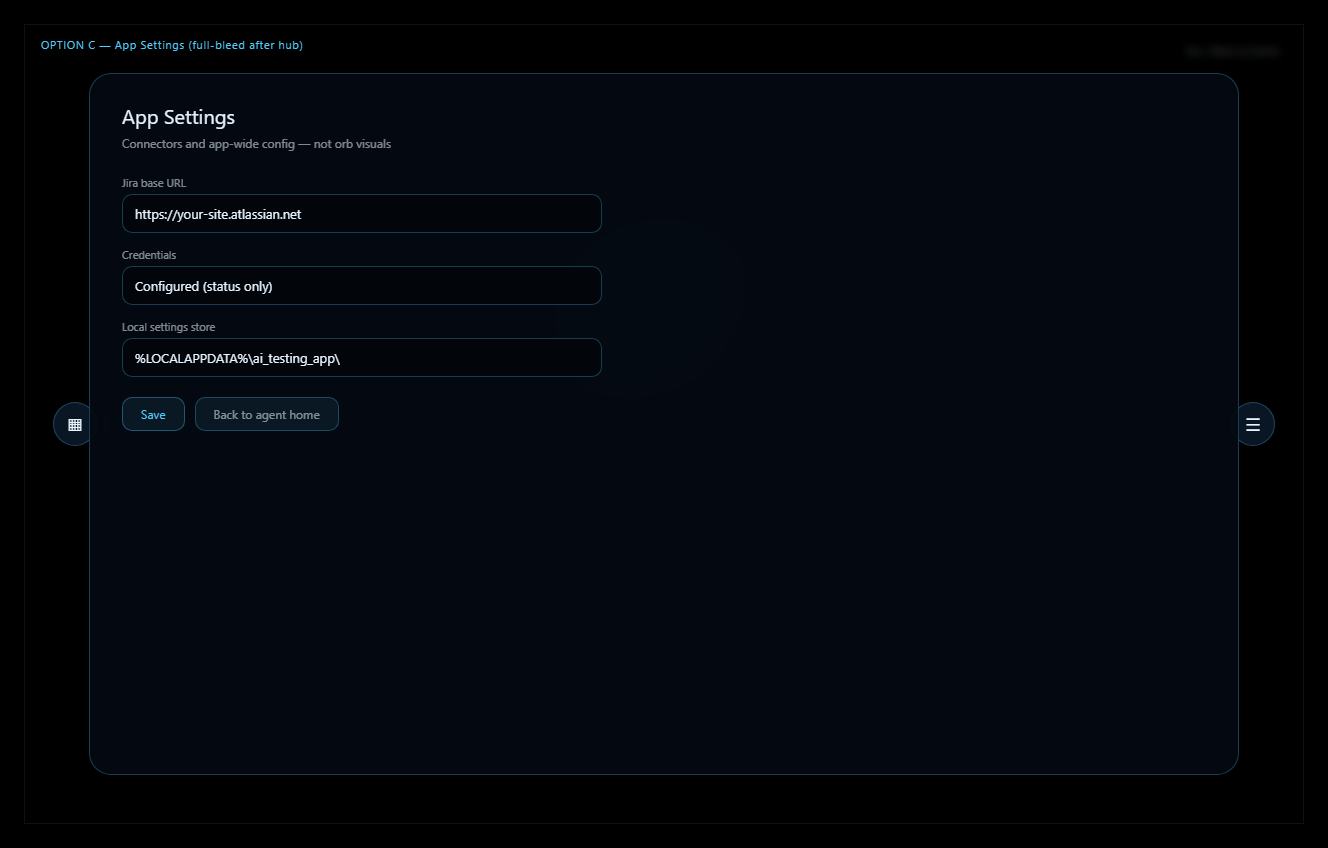 OPTION C — App Settings (full-bleed after hub)
App Settings
Connectors and app-wide config — not orb visuals
Jira base URL
https://your-site.atlassian.net
Credentials
Configured (status only)
Local settings store
%LOCALAPPDATA%\ai_testing_app\
Save
Back to agent home